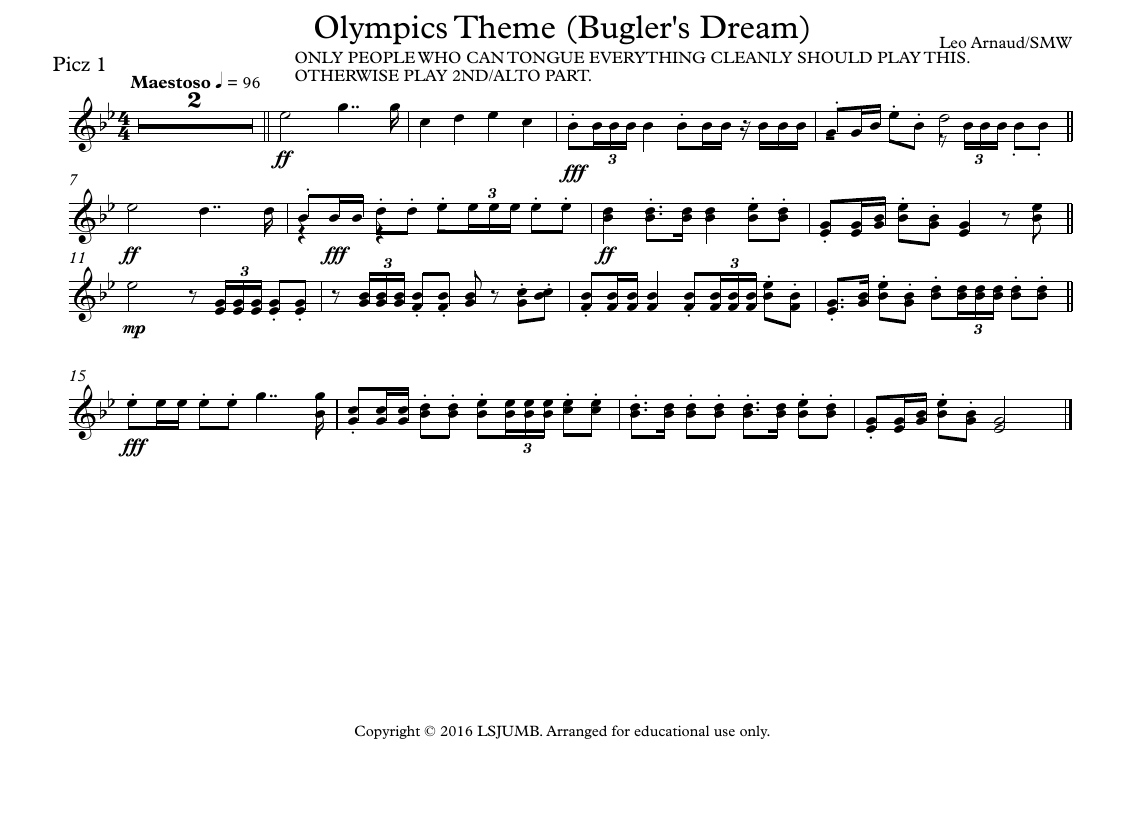 Olympics Theme (Bugler's Dream)
Leo Arnaud/SMW
Picz 1
ONLY PEOPLE WHO CAN TONGUE EVERYTHING CLEANLY SHOULD PLAY THIS.
OTHERWISE PLAY 2ND/ALTO PART.
Maestoso ♩ = 96
2
4
4
ff
fff
3
3
7
ff
fff
3
ff
11
mp
3
3
3
3
15
fff
3
Copyright © 2016 LSJUMB. Arranged for educational use only.